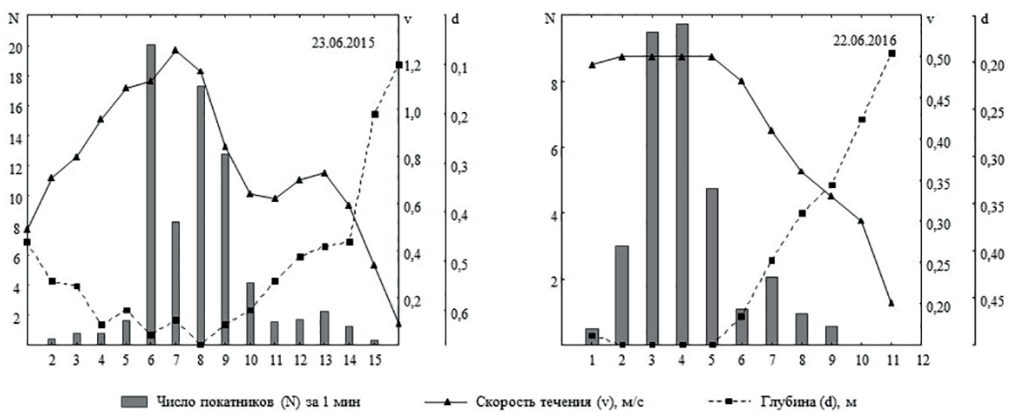 N v d
23.06.2015
20 18 16 14 12 10 8 6 4 2
1,2 1,0 0,8 0,6 0,4 0,2
0,1 0,2 0,3 0,4 0,5 0,6
2 3 4 5 6 7 8 9 10 11 12 13 14 15
N v d
22.06.2016
8 6 4 2
0,50 0,45 0,40 0,35 0,30 0,25 0,20
0,20 0,25 0,30 0,35 0,40 0,45
1 2 3 4 5 6 7 8 9 10 11 12
Число покатников (N) за 1 мин Скорость течения (v), м/с Глубина (d), м